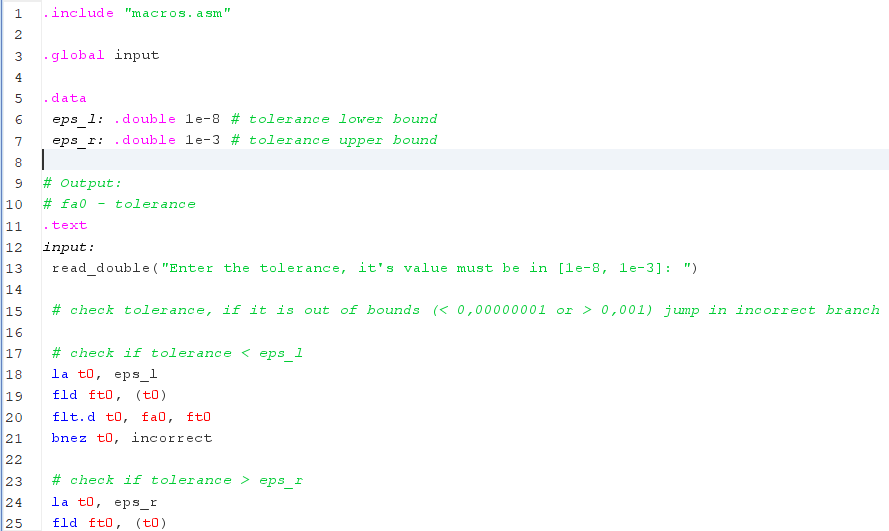 1 .include "macros.asm"
2
3 .global input
4
5 .data
6 eps_l: .double 1e-8 # tolerance lower bound
7 eps_r: .double 1e-3 # tolerance upper bound
8
9 # Output:
10 # fa0 - tolerance
11 .text
12 input:
13 read_double("Enter the tolerance, it's value must be in [1e-8, 1e-3]: ")
14
15 # check tolerance, if it is out of bounds (< 0,00000001 or > 0,001) jump in incorrect branch
16
17 # check if tolerance < eps_l
18 la t0, eps_l
19 fld ft0, (t0)
20 flt.d t0, fa0, ft0
21 bnez t0, incorrect
22
23 # check if tolerance > eps_r
24 la t0, eps_r
25 fld ft0, (t0)